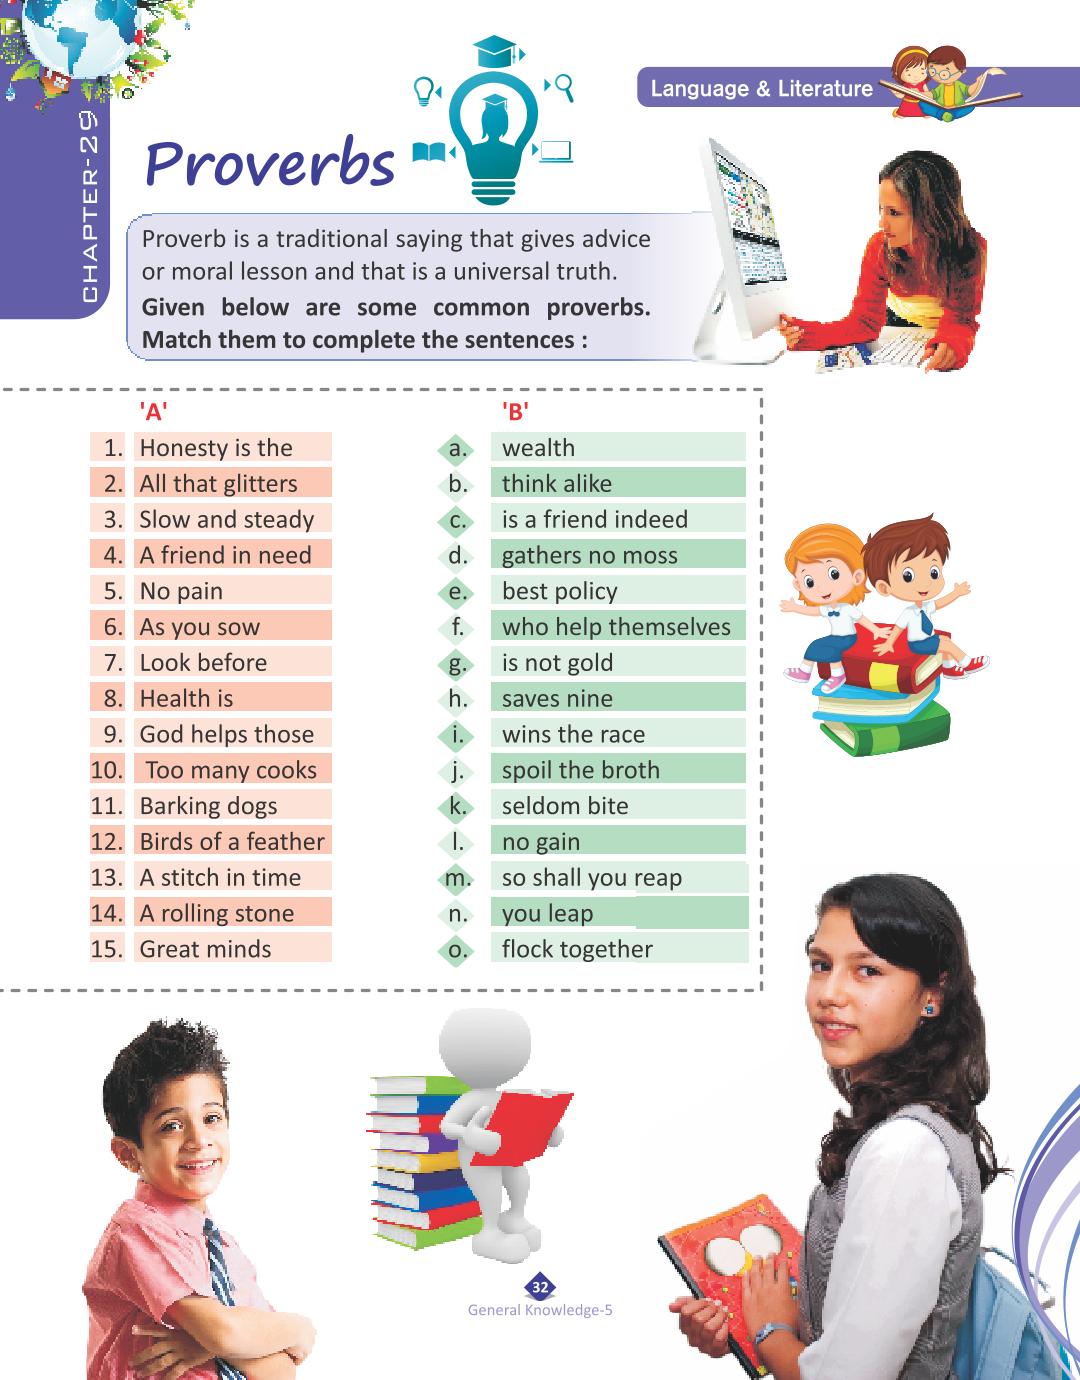 Language & Literature
CHAPTER-29
Proverbs
Proverb is a traditional saying that gives advice
or moral lesson and that is a universal truth.
Given below are some common proverbs.
Match them to complete the sentences :
'A' 'B'
1. Honesty is the a. wealth
2. All that glitters b. think alike
3. Slow and steady c. is a friend indeed
4. A friend in need d. gathers no moss
5. No pain e. best policy
6. As you sow f. who help themselves
7. Look before g. is not gold
8. Health is h. saves nine
9. God helps those i. wins the race
10. Too many cooks j. spoil the broth
11. Barking dogs k. seldom bite
12. Birds of a feather l. no gain
13. A stitch in time m. so shall you reap
14. A rolling stone n. you leap
15. Great minds o. flock together
32
General Knowledge-5